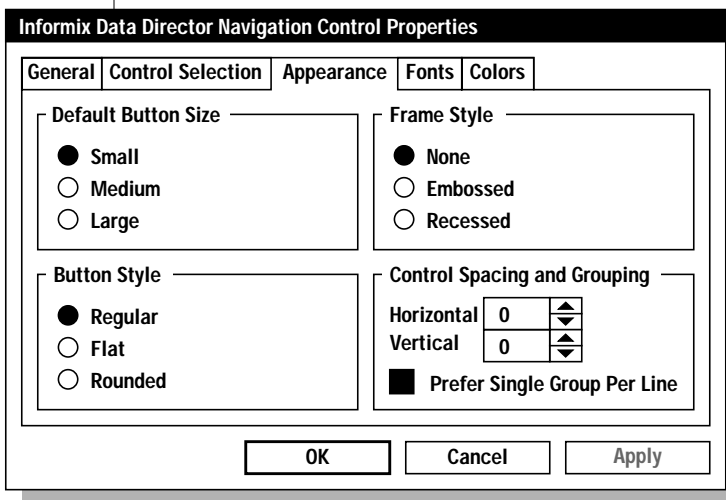 Informix Data Director Navigation Control Properties
General Control Selection Appearance Fonts Colors
Default Button Size
Small
Medium
Large
Frame Style
None
Embossed
Recessed
Button Style
Regular
Flat
Rounded
Control Spacing and Grouping
Horizontal 0
Vertical 0
Prefer Single Group Per Line
OK Cancel Apply